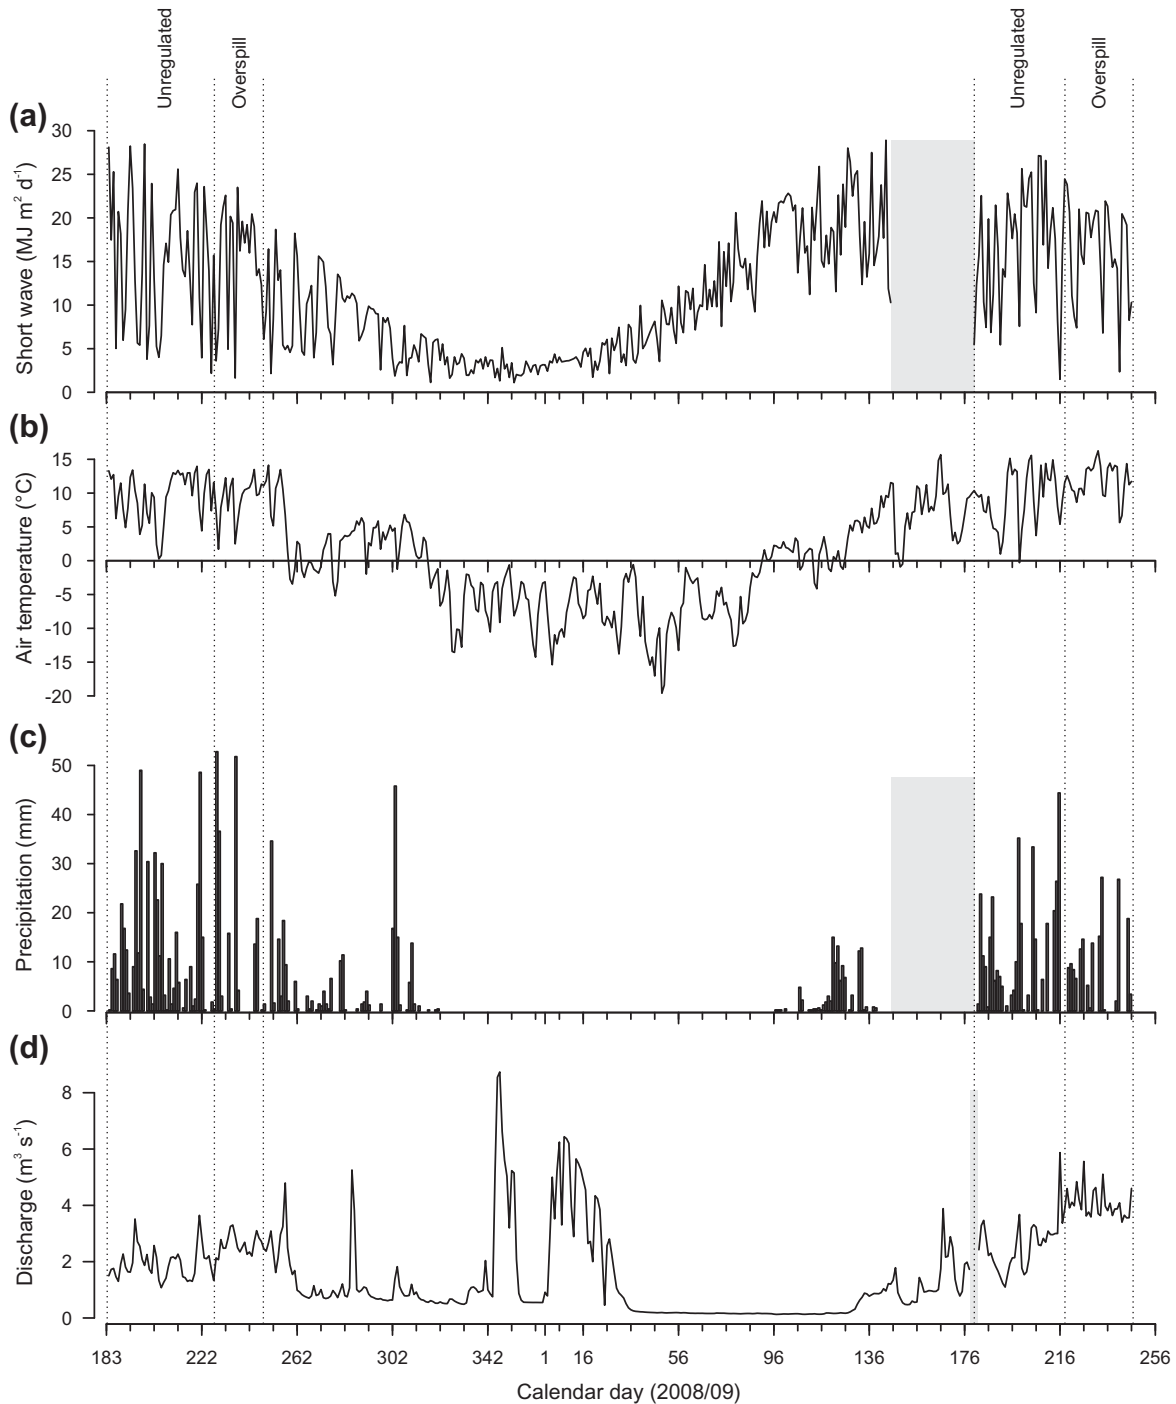 Unregulated
Overspill
Unregulated
Overspill
(a)
Short wave (MJ m² d⁻¹)
30
25
20
15
10
5
0
(b)
Air temperature (°C)
15
10
5
0
-5
-10
-15
-20
(c)
Precipitation (mm)
50
40
30
20
10
0
(d)
Discharge (m³ s⁻¹)
8
6
4
2
0
183 222 262 302 342 1 16 56 96 136 176 216 256
Calendar day (2008/09)